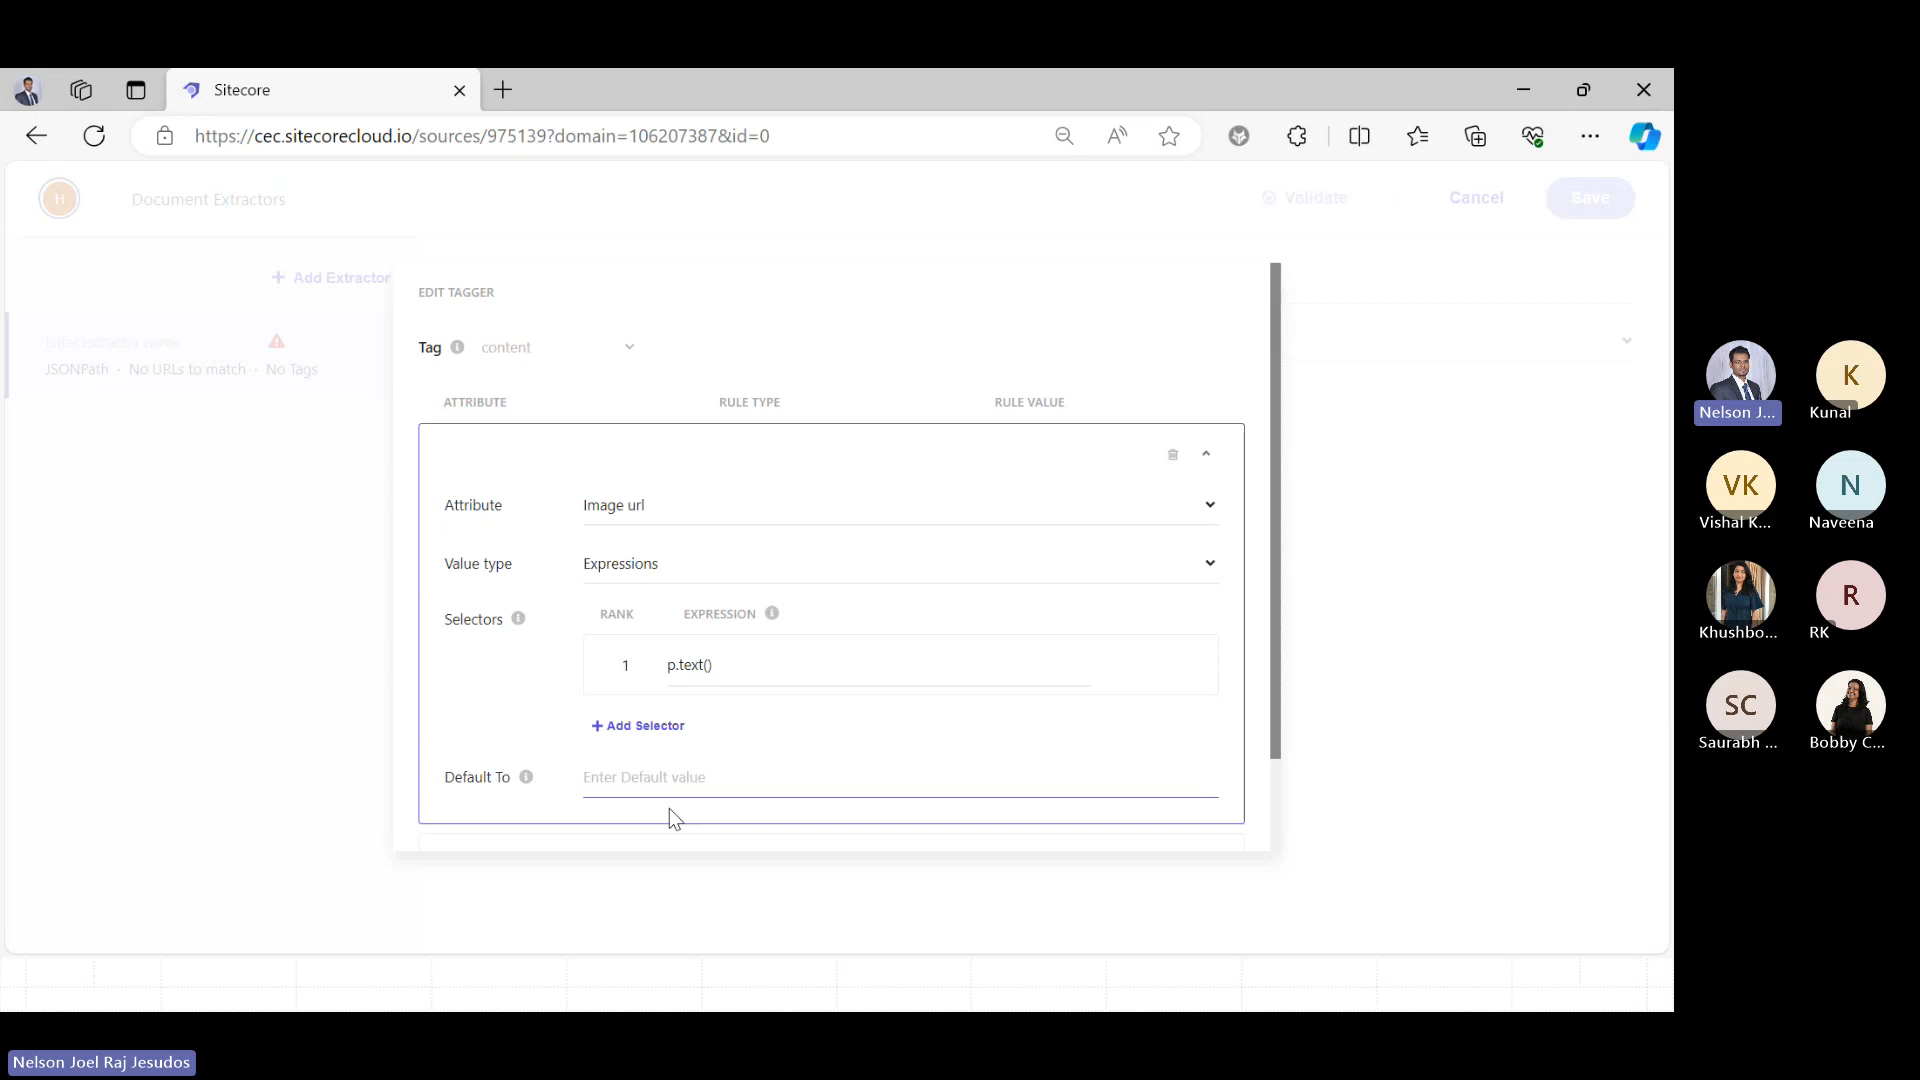 Sitecore
https://cec.sitecorecloud.io/sources/975139?domain=106207387&id=0
H
Document Extractors
Validate
Cancel
Save
+ Add Extractor
EDIT TAGGER
Enter extractor name
JSONPath · No URLs to match · No Tags
Tag content
ATTRIBUTE RULE TYPE RULE VALUE
Attribute Image url
Value type Expressions
Selectors RANK EXPRESSION
1 p.text()
+ Add Selector
Default To Enter Default value
Nelson J...
K
Kunal
VK
Vishal K...
N
Naveena
Khushbo...
R
RK
SC
Saurabh ...
Bobby C...
Nelson Joel Raj Jesudos